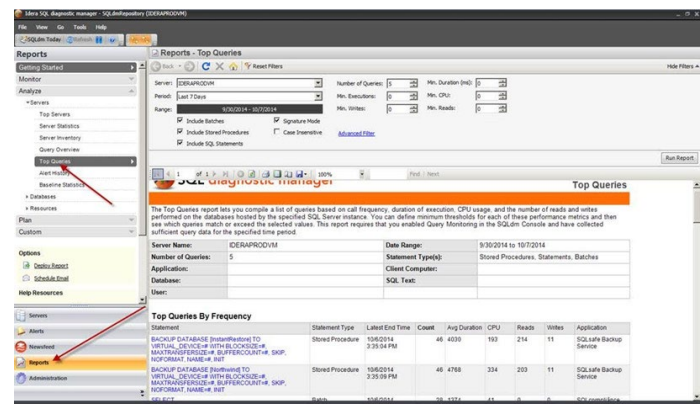 Idera SQL diagnostic manager - SQLdmRepository (IDERAPRODVM)
File View Go Tools Help
SQLdm Today Refresh
Reports
Getting Started
Monitor
Analyze
Servers
Top Servers
Server Statistics
Server Inventory
Query Overview
Top Queries
Alert History
Baseline Statistics
Databases
Resources
Plan
Custom
Options
Deploy Report
Schedule Email
Help Resources
Servers
Alerts
Newsfeed
Reports
Administration
Reports - Top Queries
Back Reset Filters Hide Filters
Server: IDERAPRODVM Number of Queries: 5 Min. Duration (ms): 0
Period: Last 7 Days Min. Executions: 0 Min. CPU: 0
Range: 9/30/2014 - 10/7/2014 Min. Writes: 0 Min. Reads: 0
Include Batches Signature Mode
Include Stored Procedures Case Insensitive Advanced Filter
Include SQL Statements
Run Report
1 of 1 100% Find Next
SQL diagnostic manager Top Queries
The Top Queries report lets you compile a list of queries based on call frequency, duration of execution, CPU usage, and the number of reads and writes
performed on the databases hosted by the specified SQL Server instance. You can define minimum thresholds for each of these performance metrics and then
see which queries match or exceed the selected values. This report requires that you enabled Query Monitoring in the SQLdm Console and have collected
sufficient query data for the specified time period.
Server Name: IDERAPRODVM Date Range: 9/30/2014 to 10/7/2014
Number of Queries: 5 Statement Type(s): Stored Procedures, Statements, Batches
Application: Client Computer:
Database: SQL Text:
User:
Top Queries By Frequency
Statement Statement Type Latest End Time Count Avg Duration CPU Reads Writes Application
BACKUP DATABASE [InstantRestore] TO Stored Procedure 10/6/2014 46 4030 193 214 11 SQLsafe Backup
VIRTUAL_DEVICE=# WITH BLOCKSIZE=#, 3:35:04 PM Service
MAXTRANSFERSIZE=#, BUFFERCOUNT=#, SKIP,
NOFORMAT, NAME=#, INIT
BACKUP DATABASE [Northwind] TO Stored Procedure 10/6/2014 46 4768 334 203 11 SQLsafe Backup
VIRTUAL_DEVICE=# WITH BLOCKSIZE=#, 3:35:09 PM Service
MAXTRANSFERSIZE=#, BUFFERCOUNT=#, SKIP,
NOFORMAT, NAME=#, INIT
SELECT Batch 10/6/2014 28 1274 41 0 0 SQLcompliance